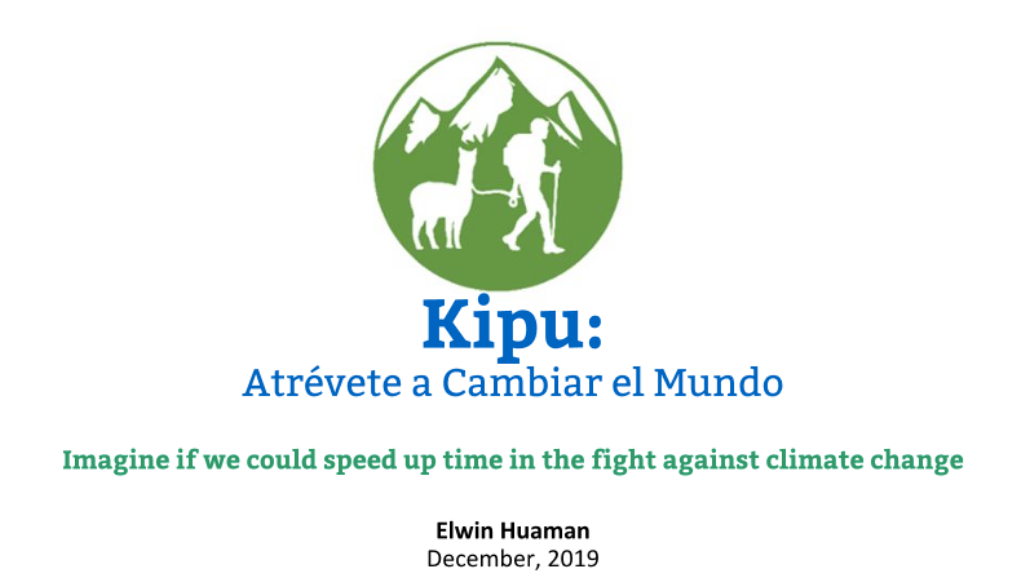 Kipu:
Atrévete a Cambiar el Mundo
Imagine if we could speed up time in the fight against climate change
Elwin Huaman
December, 2019